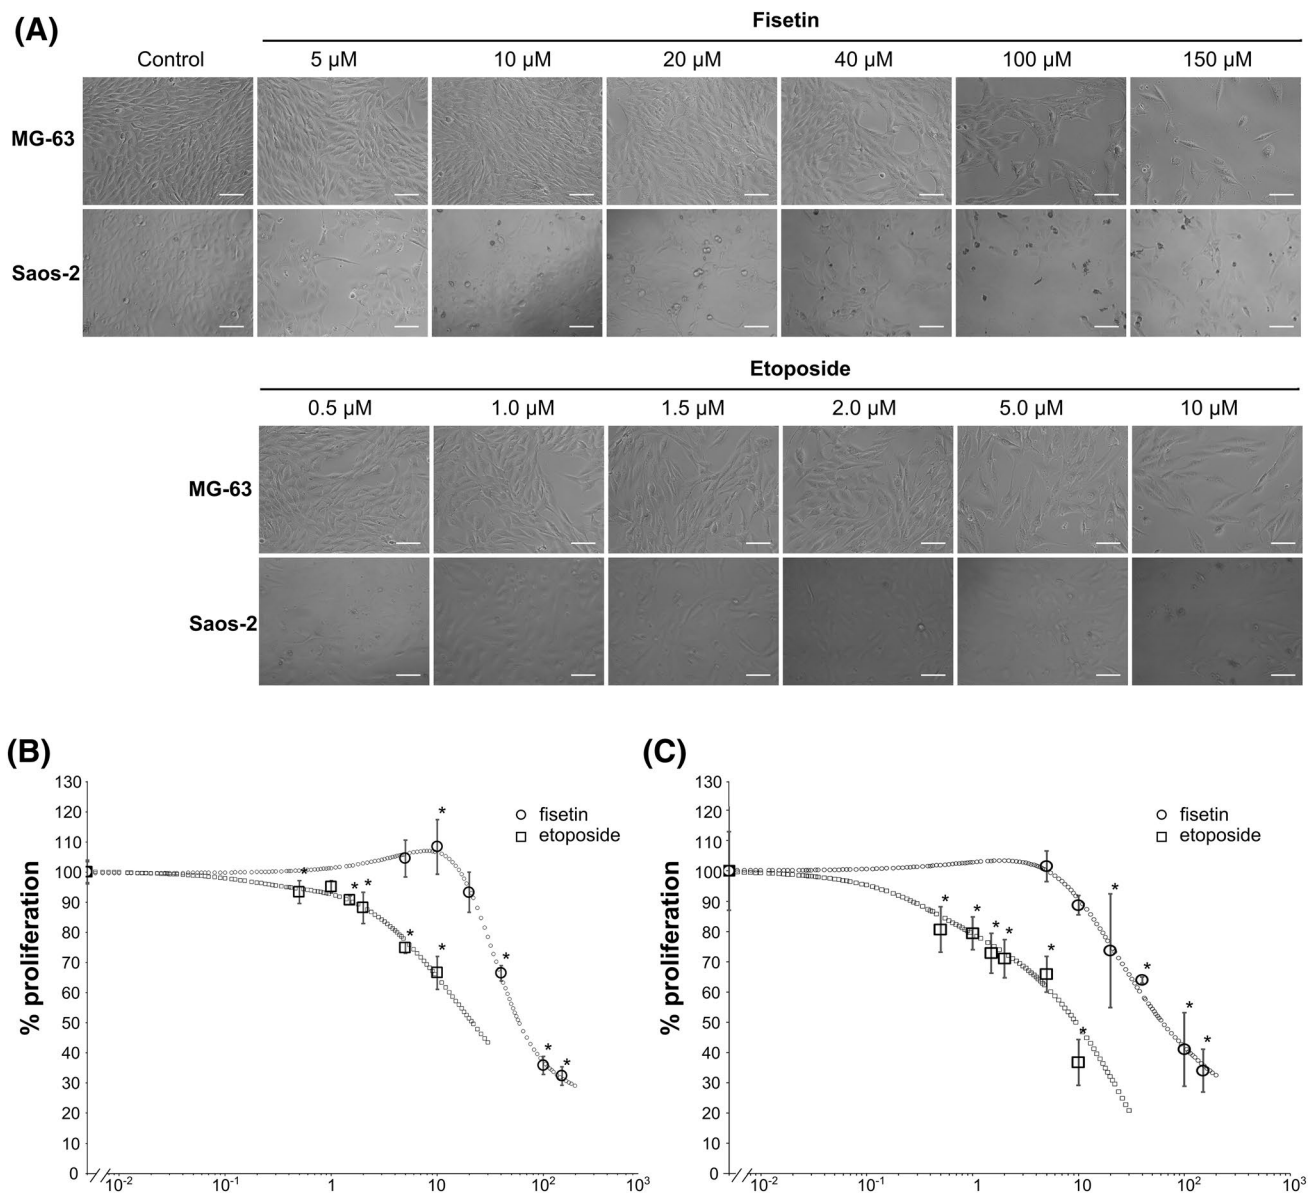 (A)
Fisetin
Control 5 µM 10 µM 20 µM 40 µM 100 µM 150 µM
MG-63
Saos-2
Etoposide
0.5 µM 1.0 µM 1.5 µM 2.0 µM 5.0 µM 10 µM
MG-63
Saos-2
(B)
% proliferation
130
120
110
100
90
80
70
60
50
40
30
20
10
0
10-2 10-1 1 10 10² 10³
fisetin
etoposide
* * * * * * * * *
(C)
% proliferation
130
120
110
100
90
80
70
60
50
40
30
20
10
0
10-2 10-1 1 10 10² 10³
fisetin
etoposide
* * * * * * * * * *